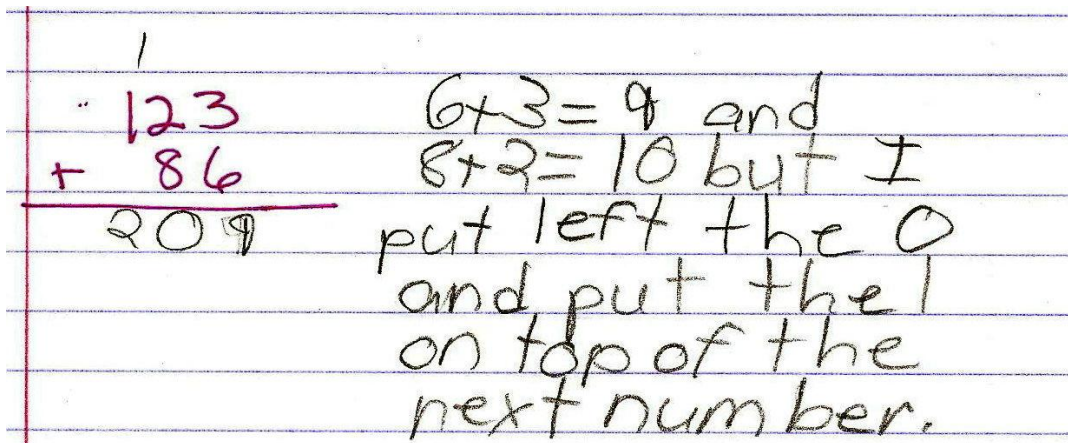 1
123
+ 86
209
6+3=9 and
8+2=10 but I
put left the 0
and put the 1
on top of the
next number.